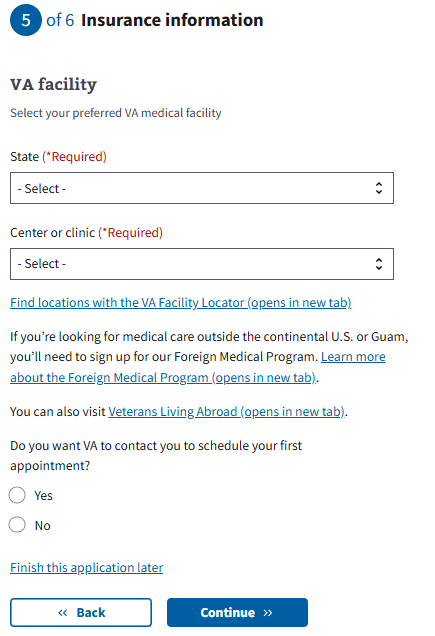 5 of 6 Insurance information
VA facility
Select your preferred VA medical facility
State (*Required)
- Select -
Center or clinic (*Required)
- Select -
Find locations with the VA Facility Locator (opens in new tab)
If you’re looking for medical care outside the continental U.S. or Guam,
you’ll need to sign up for our Foreign Medical Program. Learn more
about the Foreign Medical Program (opens in new tab).
You can also visit Veterans Living Abroad (opens in new tab).
Do you want VA to contact you to schedule your first
appointment?
Yes
No
Finish this application later
« Back
Continue »